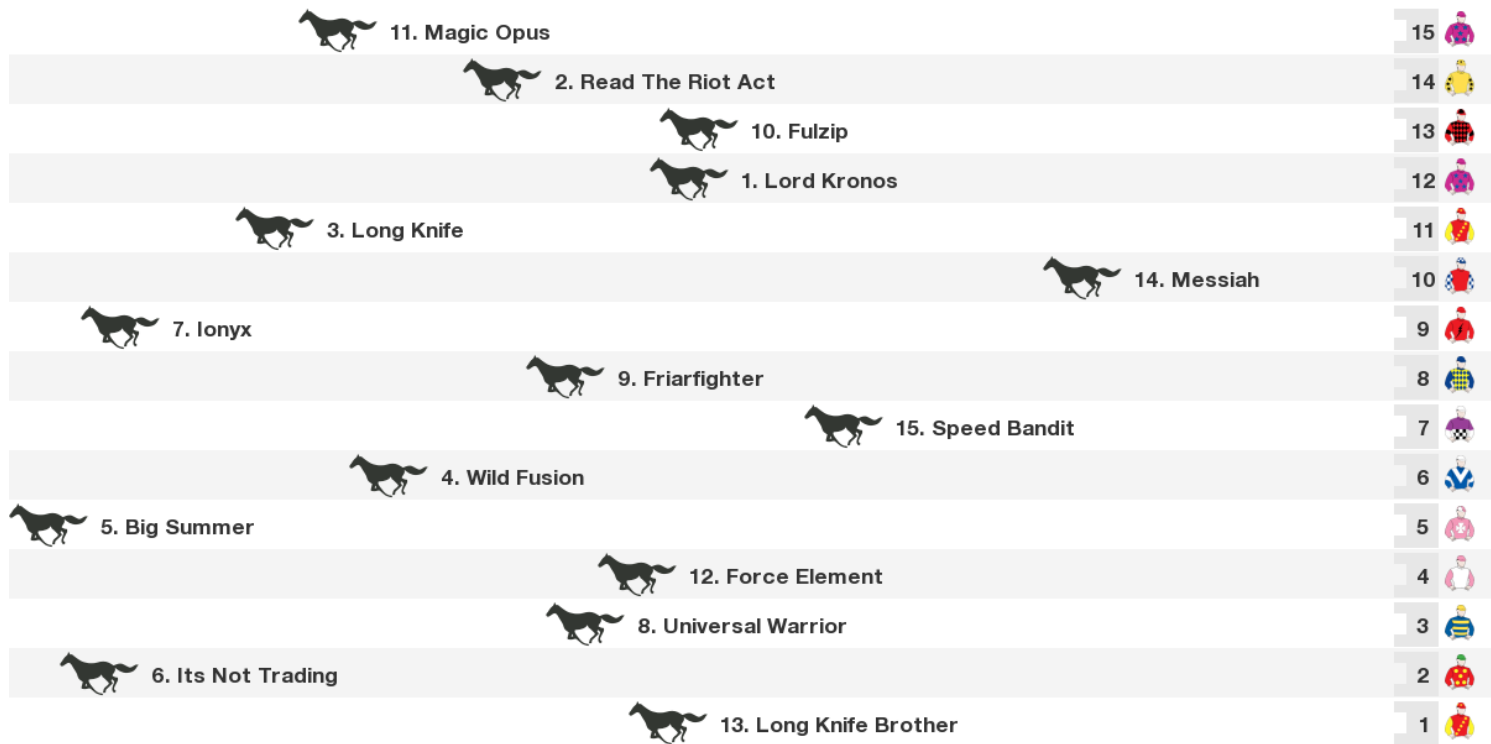 11. Magic Opus 15
2. Read The Riot Act 14
10. Fulzip 13
1. Lord Kronos 12
3. Long Knife 11
14. Messiah 10
7. Ionyx 9
9. Friarfighter 8
15. Speed Bandit 7
4. Wild Fusion 6
5. Big Summer 5
12. Force Element 4
8. Universal Warrior 3
6. Its Not Trading 2
13. Long Knife Brother 1